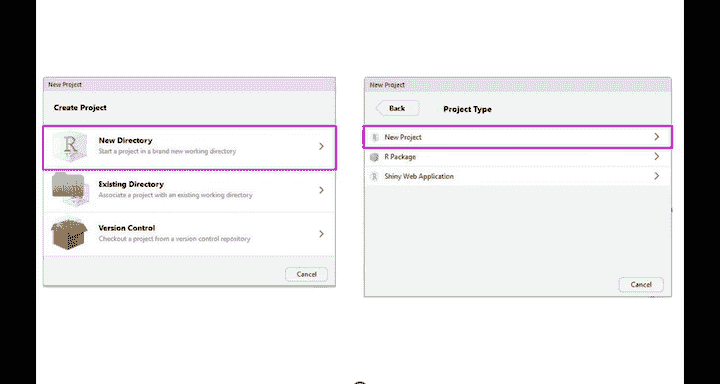 New Project
Create Project
R
New Directory
Start a project in a brand new working directory
Existing Directory
Associate a project with an existing working directory
Version Control
Checkout a project from a version control repository
Cancel
New Project
Back
Project Type
R New Project
R Package
R Shiny Web Application
Cancel